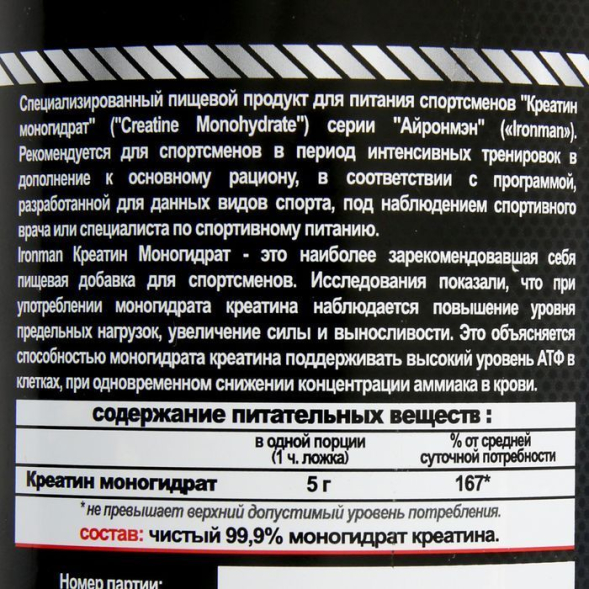 Специализированный пищевой продукт для питания спортсменов "Креатин
моногидрат" ("Creatine Monohydrate") серии "Айронмэн" («Ironman»).
Рекомендуется для спортсменов в период интенсивных тренировок в
дополнение к основному рациону, в соответствии с программой,
разработанной для данных видов спорта, под наблюдением спортивного
врача или специалиста по спортивному питанию.
Ironman Креатин Моногидрат - это наиболее зарекомендовавшая себя
пищевая добавка для спортсменов. Исследования показали, что при
употреблении моногидрата креатина наблюдается повышение уровня
предельных нагрузок, увеличение силы и выносливости. Это объясняется
способностью моногидрата креатина поддерживать высокий уровень АТФ в
клетках, при одновременном снижении концентрации аммиака в крови.
содержание питательных веществ :
в одной порции % от средней
(1 ч. ложка) суточной потребности
Креатин моногидрат 5 г 167*
*не превышает верхний допустимый уровень потребления.
состав: чистый 99,9% моногидрат креатина.
Номер партии: